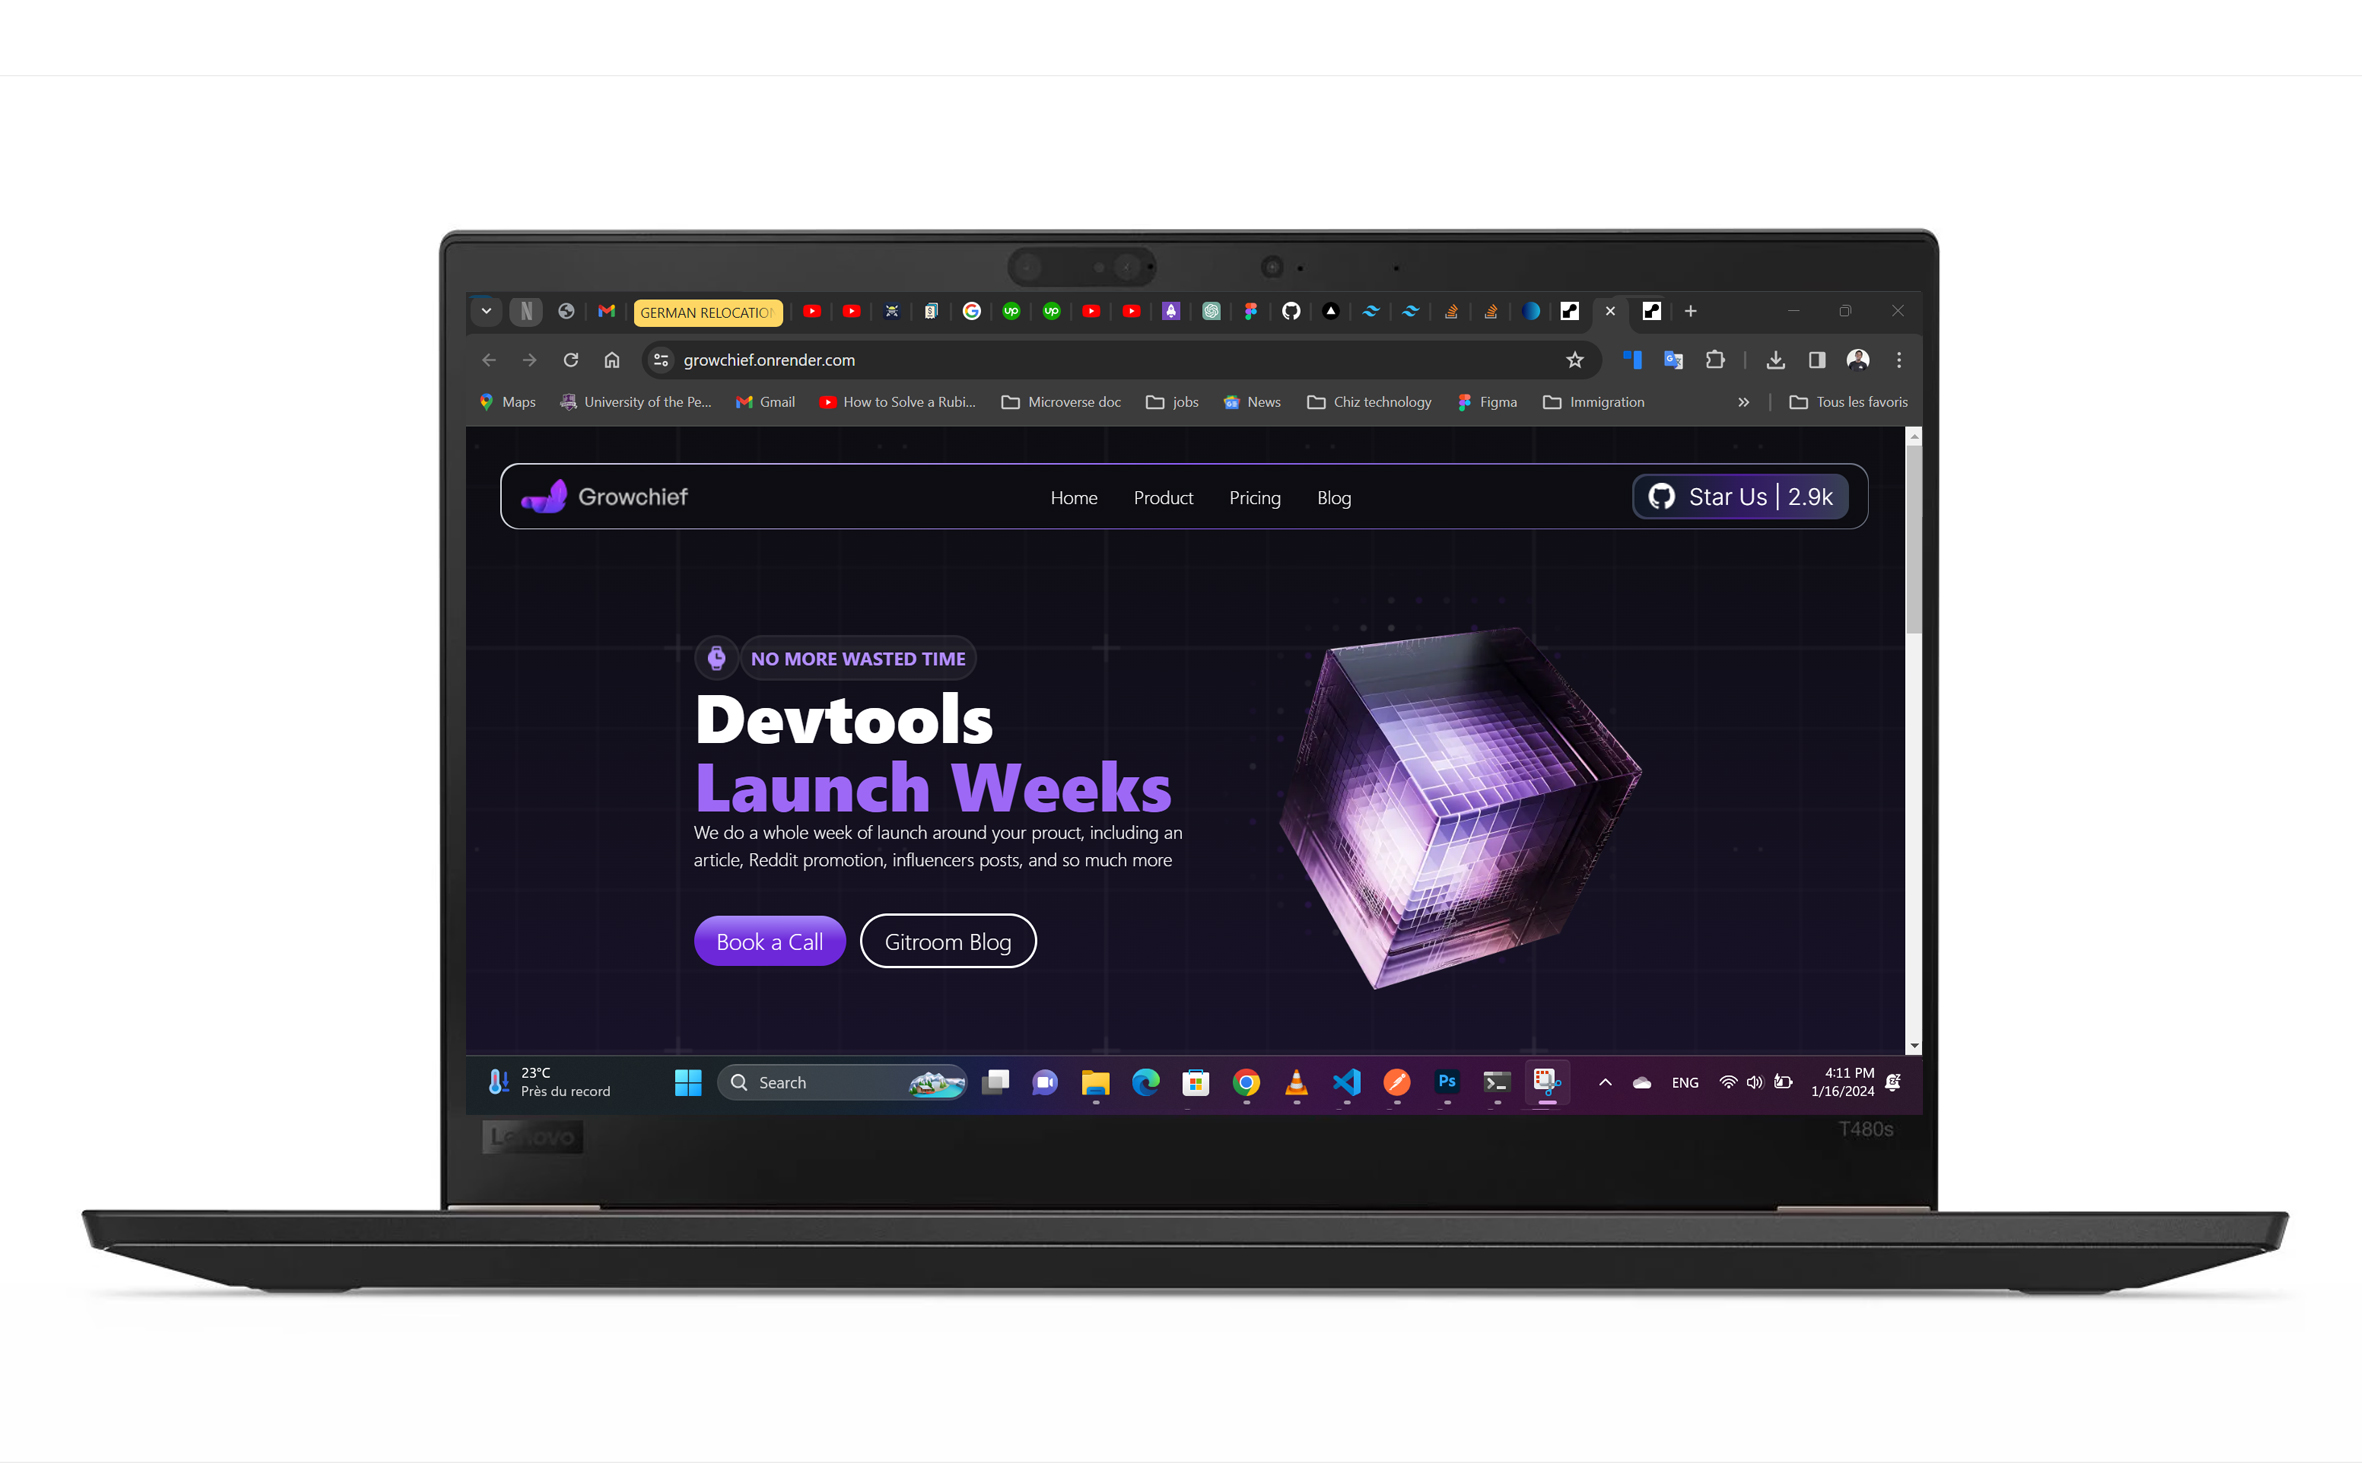 GERMAN RELOCATIO
growchief.onrender.com
Maps University of the Pe... Gmail How to Solve a Rubi... Microverse doc jobs News Chiz technology Figma Immigration » Tous les favoris
Growchief Home Product Pricing Blog Star Us | 2.9k
NO MORE WASTED TIME
Devtools
Launch Weeks
We do a whole week of launch around your prouct, including an
article, Reddit promotion, influencers posts, and so much more
Book a Call Gitroom Blog
23°C
Près du record
Search
Ps
ENG
4:11 PM
1/16/2024
Lenovo
T480s